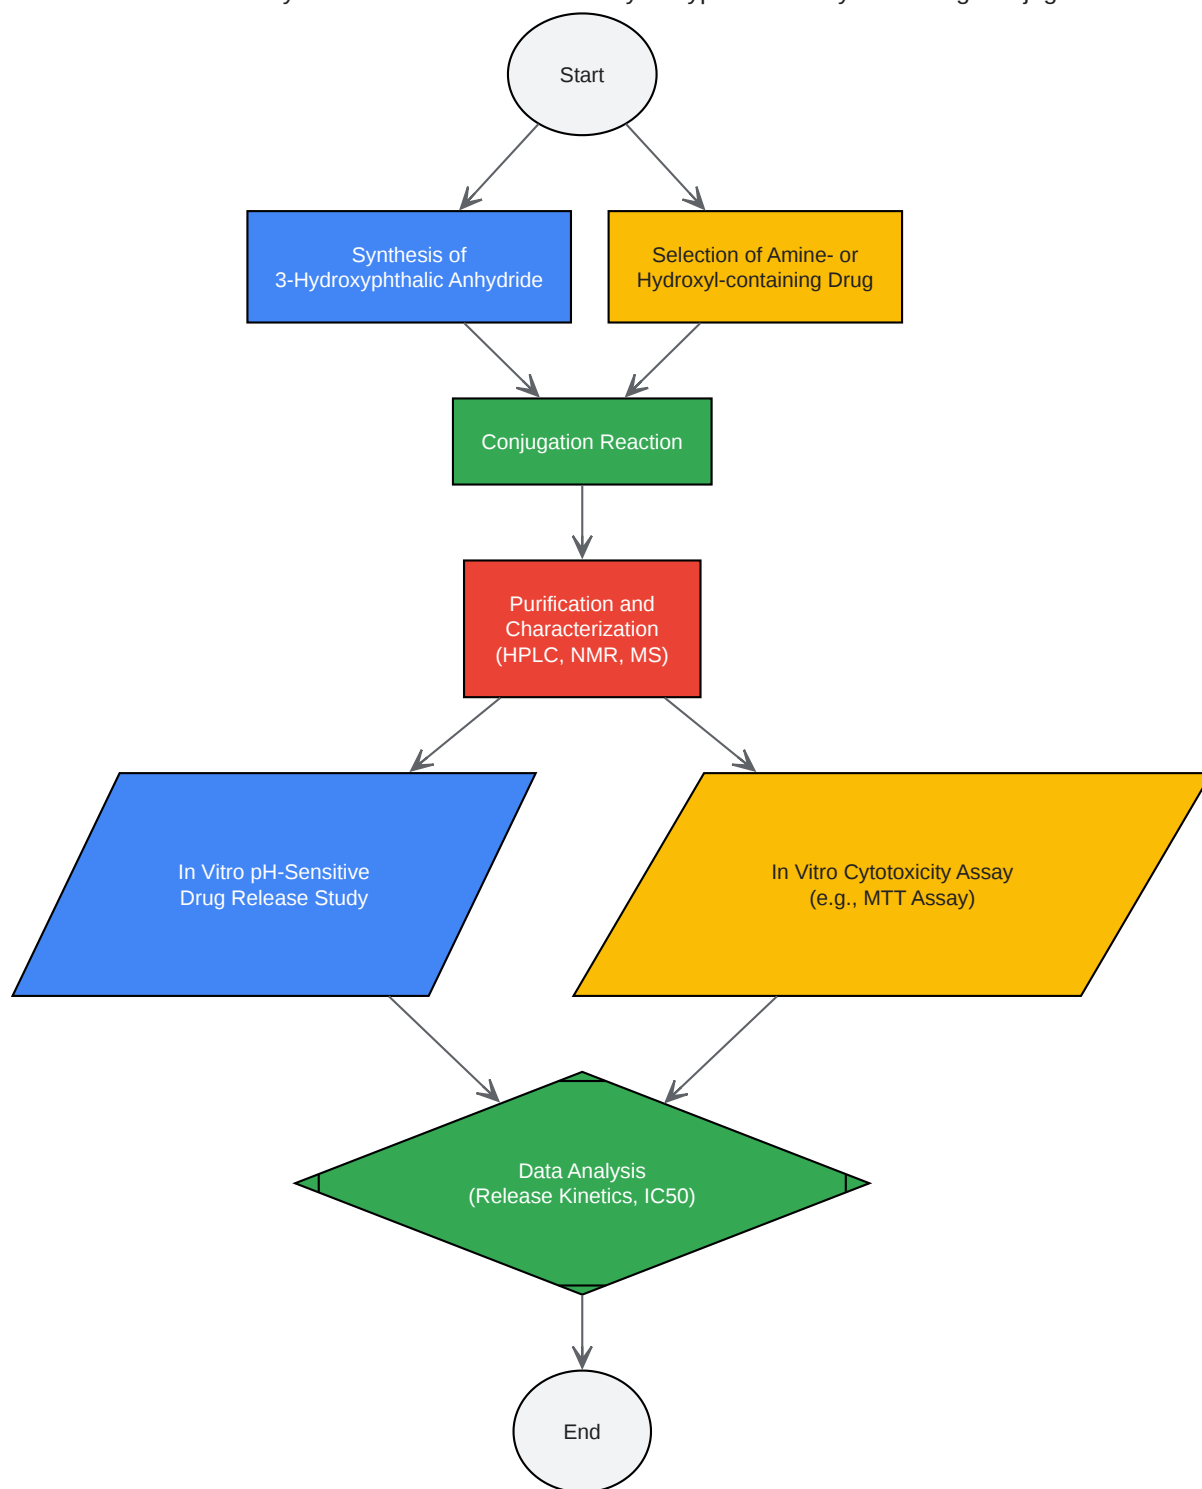 Start
Synthesis of
3-Hydroxyphthalic Anhydride
Selection of Amine- or
Hydroxyl-containing Drug
Conjugation Reaction
Purification and
Characterization
(HPLC, NMR, MS)
In Vitro pH-Sensitive
Drug Release Study
In Vitro Cytotoxicity Assay
(e.g., MTT Assay)
Data Analysis
(Release Kinetics, IC50)
End